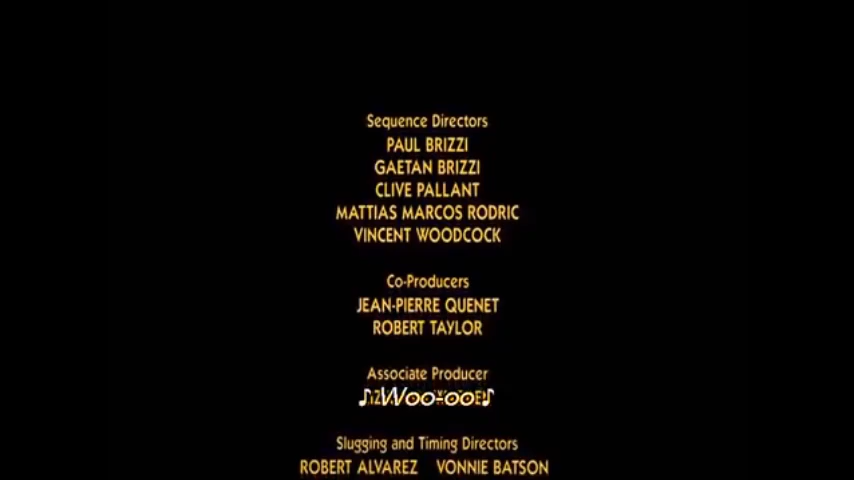 Sequence Directors
PAUL BRIZZI
GAETAN BRIZZI
CLIVE PALLANT
MATTIAS MARCOS RODRIC
VINCENT WOODCOCK
Co-Producers
JEAN-PIERRE QUENET
ROBERT TAYLOR
Associate Producer
♪Woo-oo♪
Slugging and Timing Directors
ROBERT ALVAREZ VONNIE BATSON